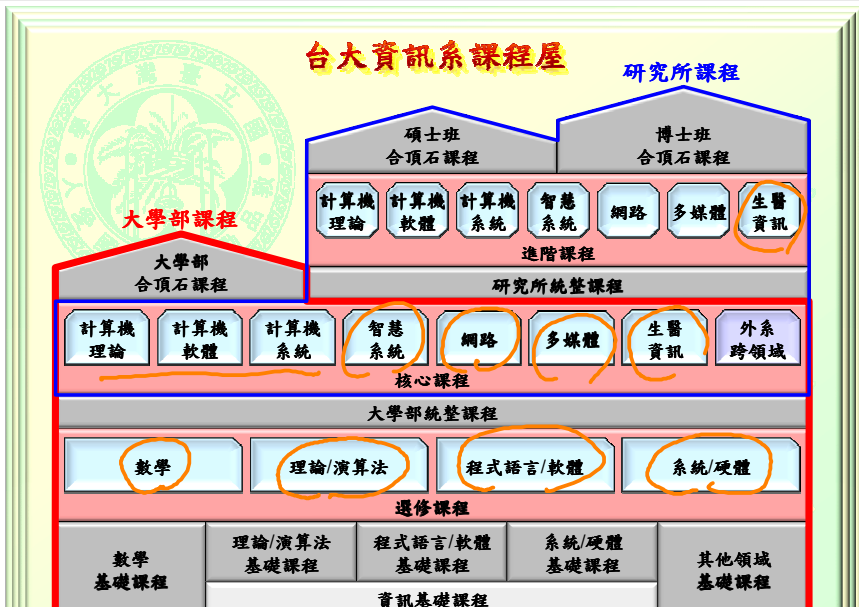 台大資訊系課程屋
研究所課程
碩士班
合頂石課程
博士班
合頂石課程
計算機
理論
計算機
軟體
計算機
系統
智慧
系統
網路
多媒體
生醫
資訊
進階課程
研究所統整課程
大學部課程
大學部
合頂石課程
計算機
理論
計算機
軟體
計算機
系統
智慧
系統
網路
多媒體
生醫
資訊
外系
跨領域
核心課程
大學部統整課程
數學
理論/演算法
程式語言/軟體
系統/硬體
選修課程
數學
基礎課程
理論/演算法
基礎課程
程式語言/軟體
基礎課程
系統/硬體
基礎課程
其他領域
基礎課程
資訊基礎課程